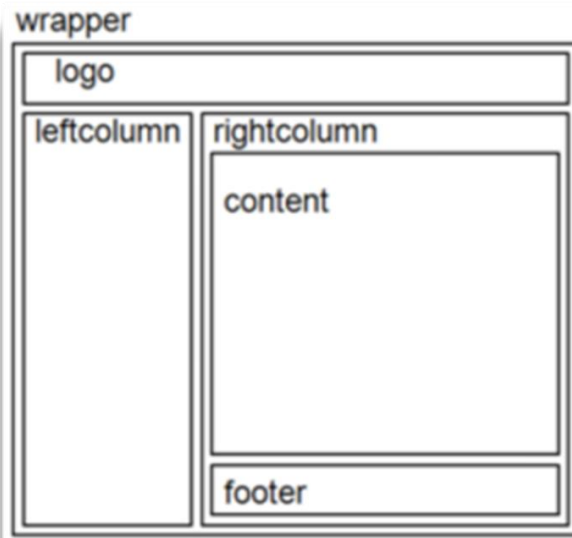 wrapper
logo
leftcolumn rightcolumn
content
footer